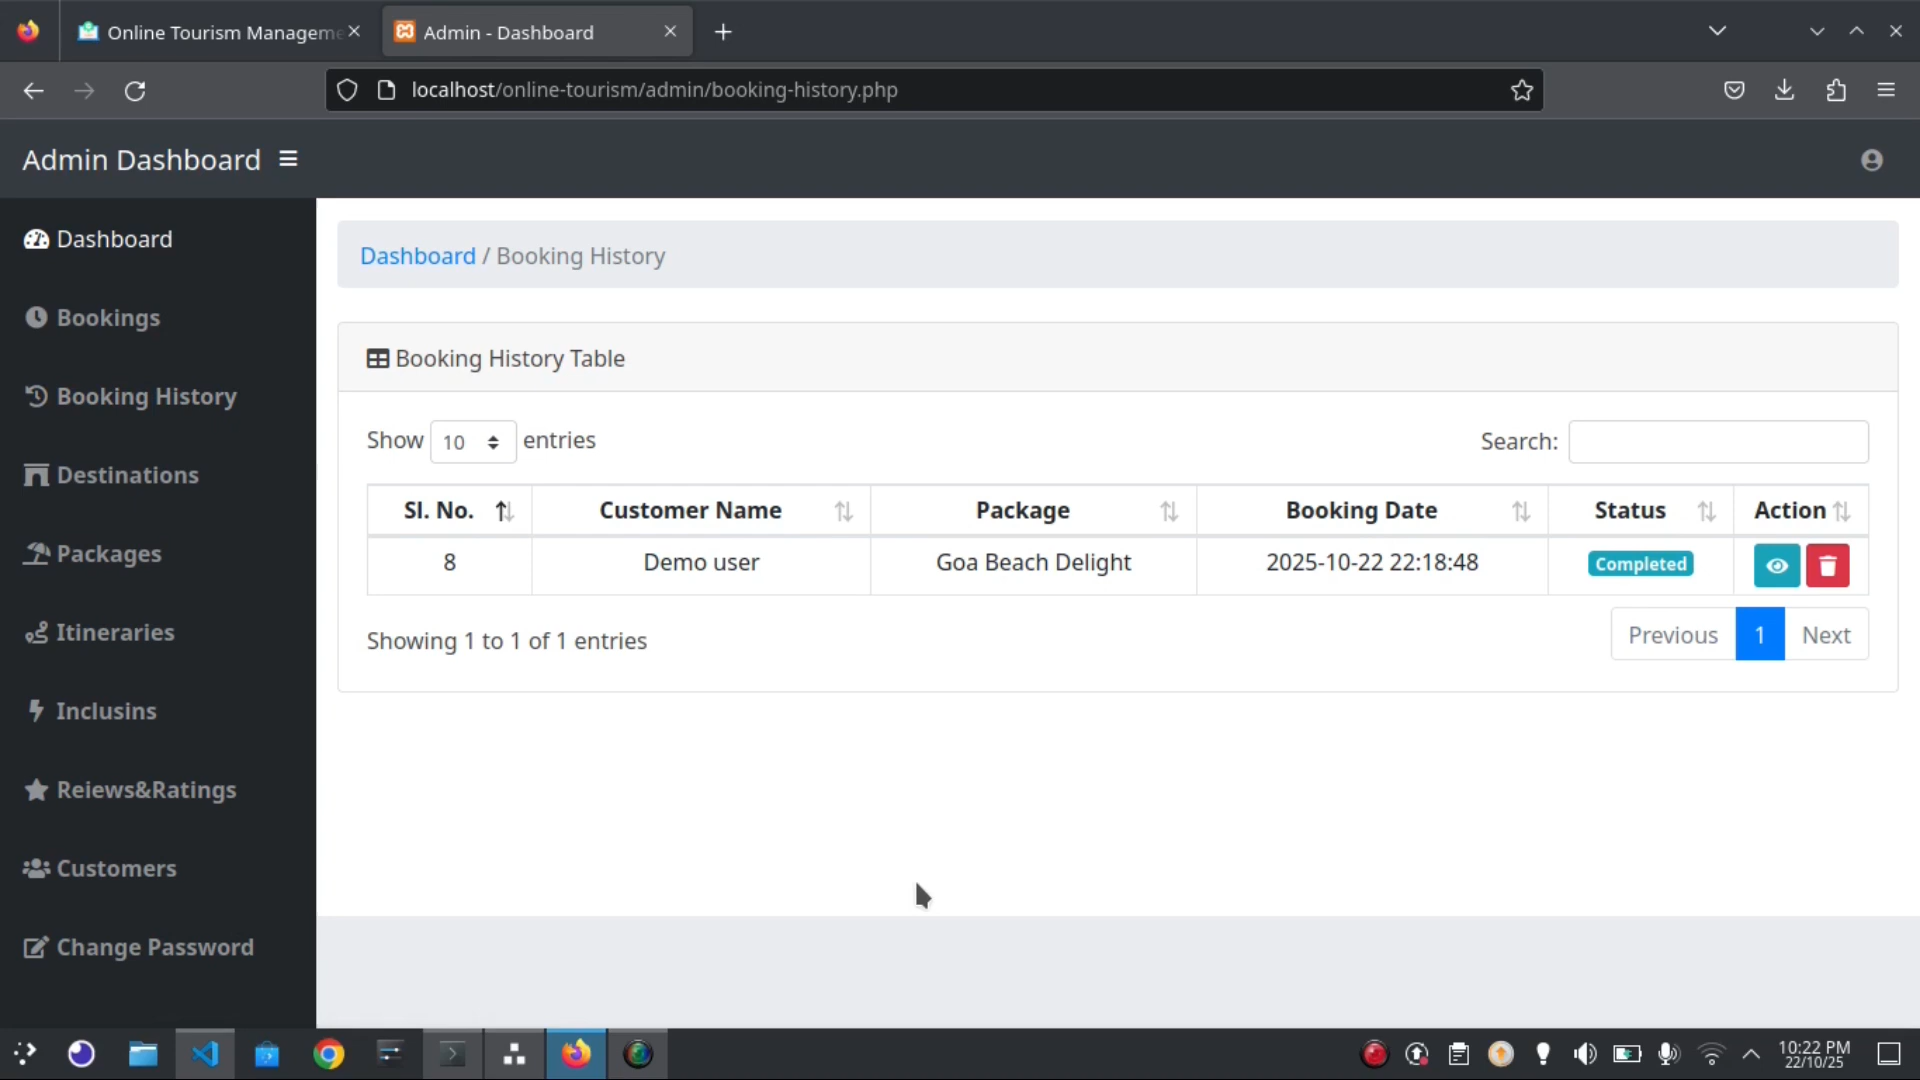 Online Tourism Manageme
Admin - Dashboard
localhost/online-tourism/admin/booking-history.php
Admin Dashboard
Dashboard
Bookings
Booking History
Destinations
Packages
Itineraries
Inclusins
Reiews&Ratings
Customers
Change Password
Dashboard / Booking History
Booking History Table
Show 10 entries
Search:
Sl. No. Customer Name Package Booking Date Status Action
8 Demo user Goa Beach Delight 2025-10-22 22:18:48 Completed
Showing 1 to 1 of 1 entries
Previous 1 Next
10:22 PM
22/10/25